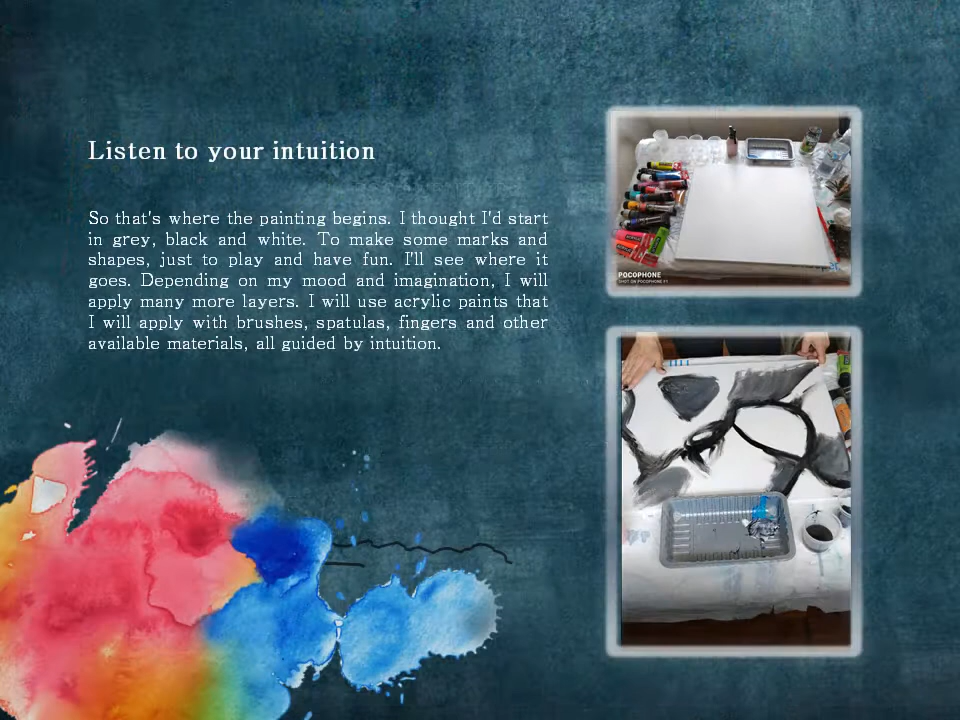 Listen to your intuition
So that's where the painting begins. I thought I'd start
in grey, black and white. To make some marks and
shapes, just to play and have fun. I'll see where it
goes. Depending on my mood and imagination, I will
apply many more layers. I will use acrylic paints that
I will apply with brushes, spatulas, fingers and other
available materials, all guided by intuition.
POCOPHONE
SHOT ON POCOPHONE F1